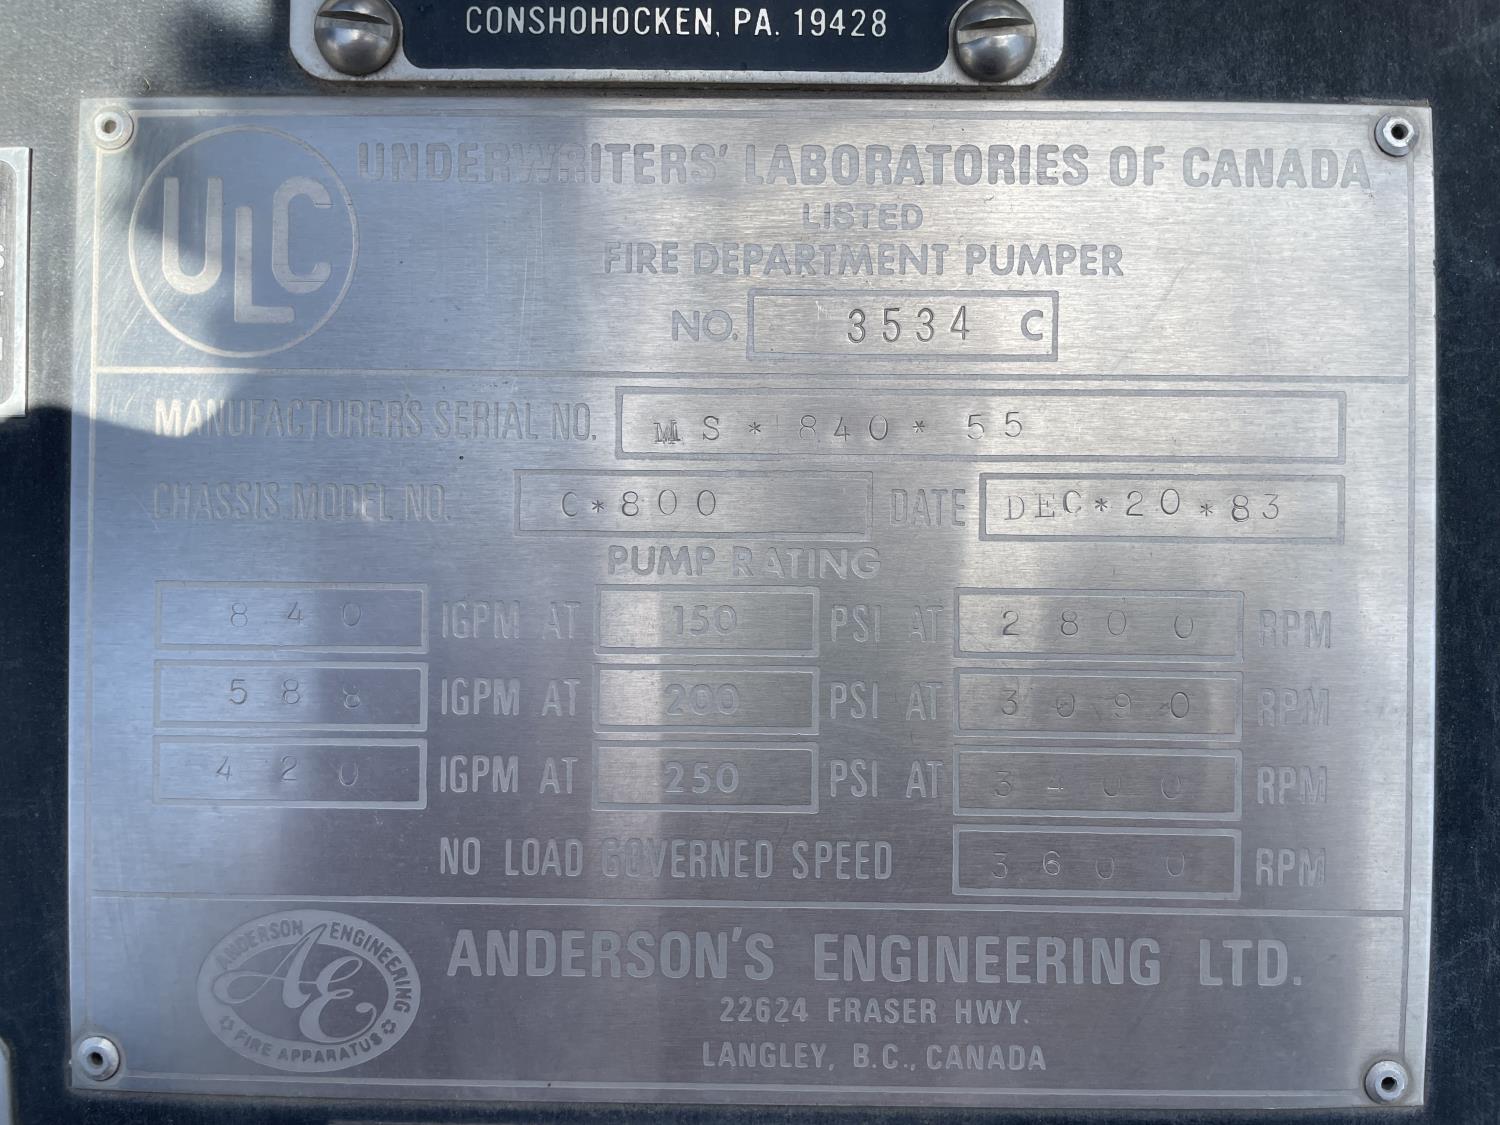 CONSHOHOCKEN, PA. 19428
ULC
UNDERWRITERS' LABORATORIES OF CANADA
LISTED
FIRE DEPARTMENT PUMPER
NO. 3534 C
MANUFACTURER'S SERIAL NO. MS*840*55
CHASSIS MODEL NO. C*800 DATE DEC*20*83
PUMP RATING
840 IGPM AT 150 PSI AT 2800 RPM
588 IGPM AT 200 PSI AT 3090 RPM
420 IGPM AT 250 PSI AT 3400 RPM
NO LOAD GOVERNED SPEED 3600 RPM
ANDERSON ENGINEERING
AE
FIRE APPARATUS
ANDERSON'S ENGINEERING LTD.
22624 FRASER HWY.
LANGLEY, B.C., CANADA